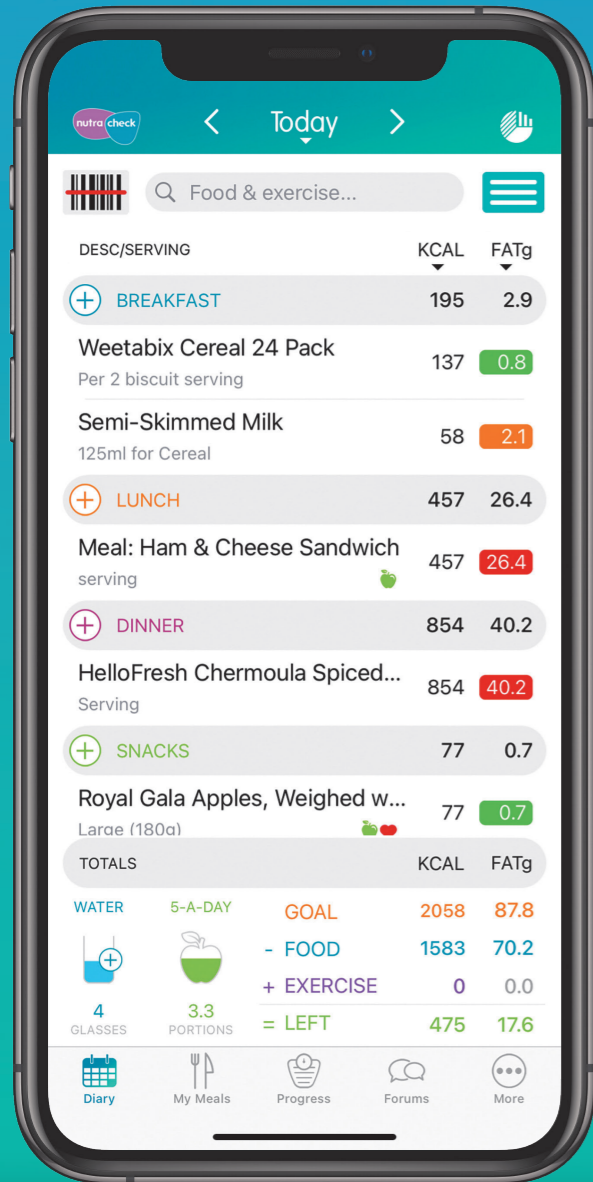 nutra check
Today
Food & exercise...
DESC/SERVING KCAL FATg
BREAKFAST 195 2.9
Weetabix Cereal 24 Pack 137 0.8
Per 2 biscuit serving
Semi-Skimmed Milk 58 2.1
125ml for Cereal
LUNCH 457 26.4
Meal: Ham & Cheese Sandwich 457 26.4
serving
DINNER 854 40.2
HelloFresh Chermoula Spiced... 854 40.2
Serving
SNACKS 77 0.7
Royal Gala Apples, Weighed w... 77 0.7
Large (180g)
TOTALS KCAL FATg
WATER 5-A-DAY GOAL 2058 87.8
- FOOD 1583 70.2
+ EXERCISE 0 0.0
4 3.3 = LEFT 475 17.6
GLASSES PORTIONS
Diary My Meals Progress Forums More